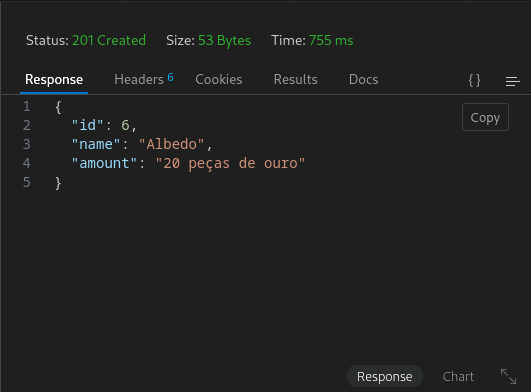 Status: 201 Created Size: 53 Bytes Time: 755 ms
Response Headers 6 Cookies Results Docs { }
1 {
2 "id": 6,
3 "name": "Albedo",
4 "amount": "20 peças de ouro"
5 }
Copy
Response Chart